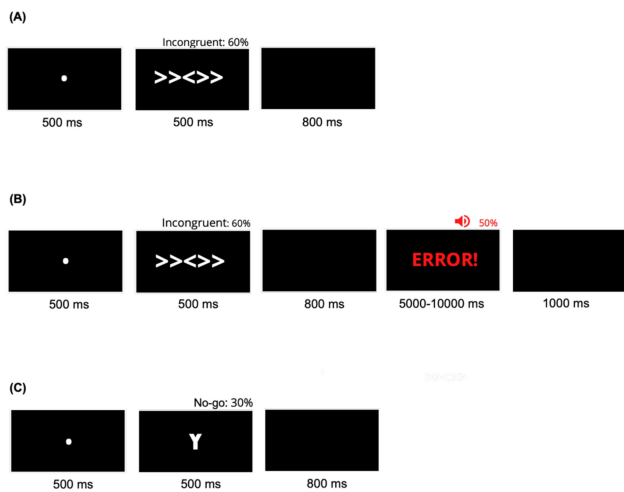 (A)
Incongruent: 60%
>><>>
500 ms 500 ms 800 ms
(B)
Incongruent: 60% 50%
>><>> ERROR!
500 ms 500 ms 800 ms 5000-10000 ms 1000 ms
(C)
No-go: 30%
Y
500 ms 500 ms 800 ms